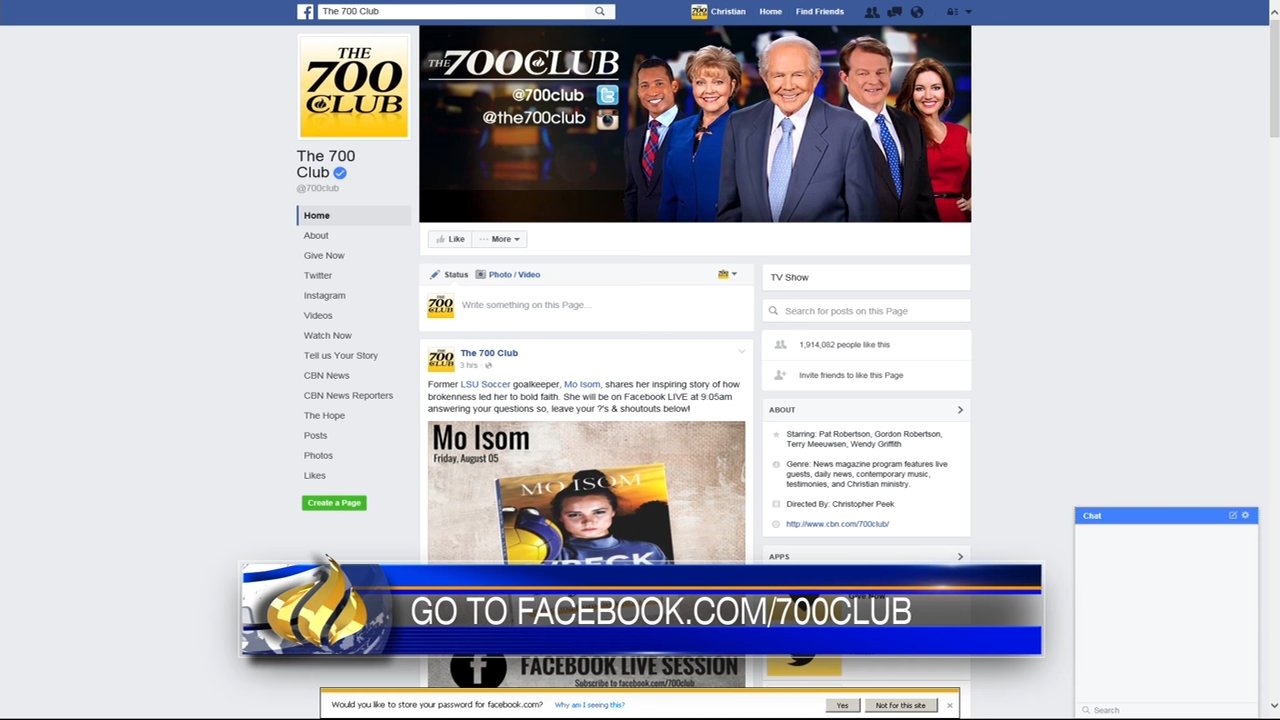 The 700 Club
Christian
Home
Find Friends
THE
700
CLUB
The 700
Club
@700club
Home
About
Give Now
Twitter
Instagram
Videos
Watch Now
Tell us Your Story
CBN News
CBN News Reporters
The Hope
Posts
Photos
Likes
Create a Page
THE 700 CLUB
@700club
@the700club
Like
··· More
Status
Photo / Video
Write something on this Page...
The 700 Club
3 hrs ·
Former LSU Soccer goalkeeper, Mo Isom, shares her inspiring story of how
brokenness led her to bold faith. She will be on Facebook LIVE at 9:05am
answering your questions so, leave your ?'s & shoutouts below!
Mo Isom
Friday, August 05
MO ISOM
FACEBOOK LIVE SESSION
Subscribe to facebook.com/700club
TV Show
Search for posts on this Page
1,914,082 people like this
Invite friends to like this Page
ABOUT
Starring: Pat Robertson, Gordon Robertson,
Terry Meeuwsen, Wendy Griffith
Genre: News magazine program features live
guests, daily news, contemporary music,
testimonies, and Christian ministry.
Directed By: Christopher Peek
http://www.cbn.com/700club/
APPS
GO TO FACEBOOK.COM/700CLUB
Chat
Search
Would you like to store your password for facebook.com?
Why am I seeing this?
Yes
Not for this site